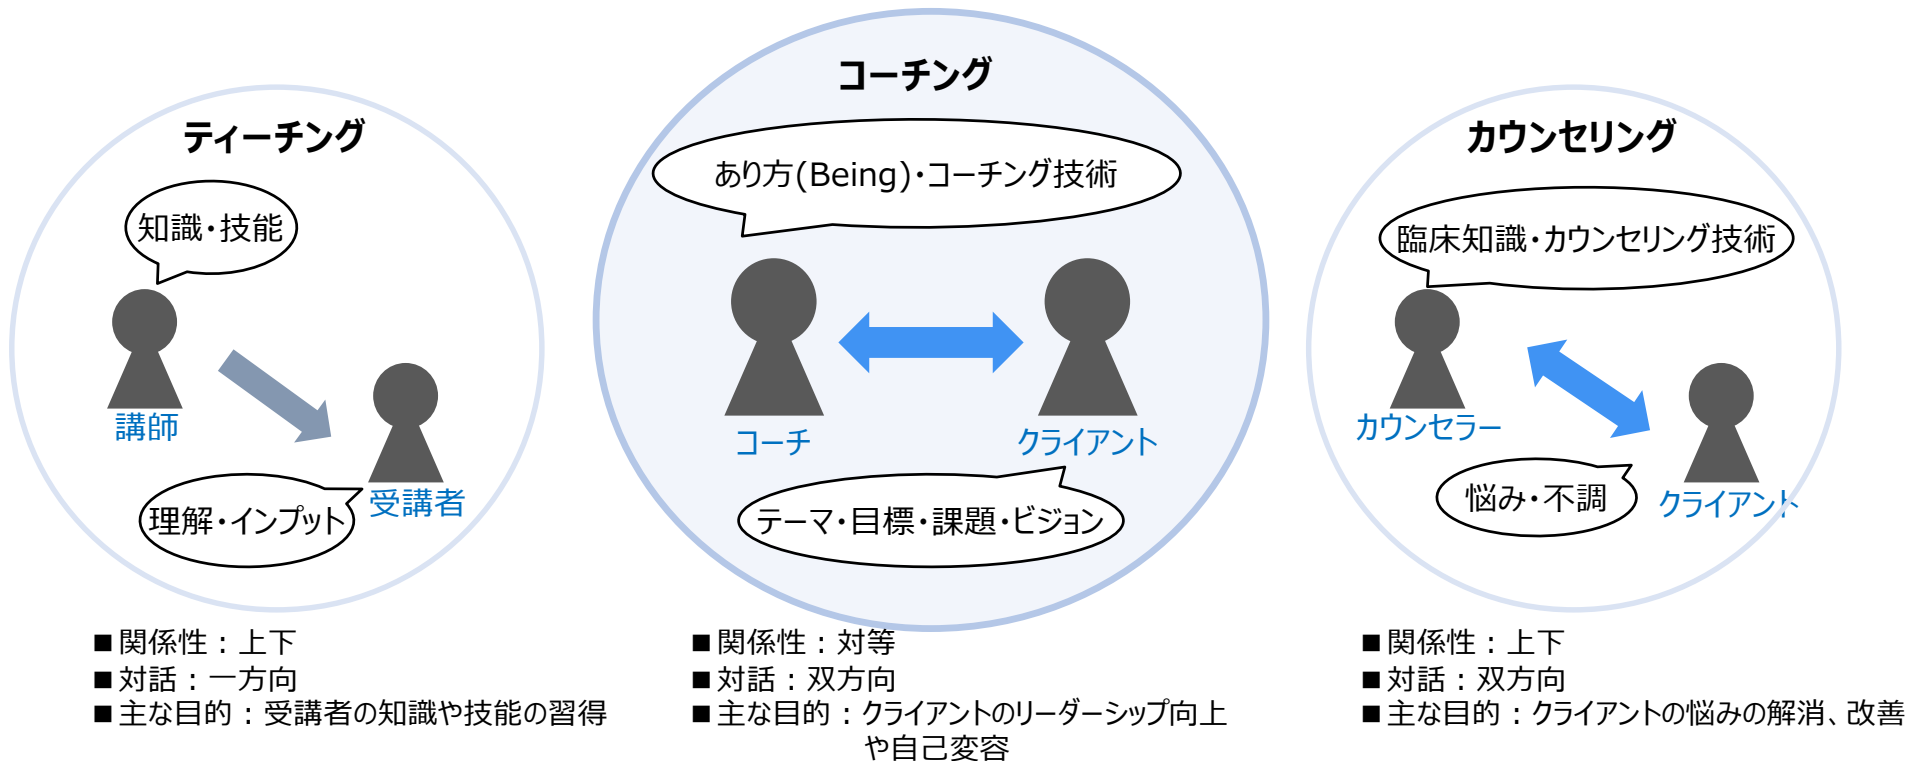 ティーチング
知識・技能
講師
受講者
理解・インプット
■関係性：上下
■対話：一方向
■主な目的：受講者の知識や技能の習得
コーチング
あり方(Being)・コーチング技術
コーチ
クライアント
テーマ・目標・課題・ビジョン
■関係性：対等
■対話：双方向
■主な目的：クライアントのリーダーシップ向上
や自己変容
カウンセリング
臨床知識・カウンセリング技術
カウンセラー
クライアント
悩み・不調
■関係性：上下
■対話：双方向
■主な目的：クライアントの悩みの解消、改善